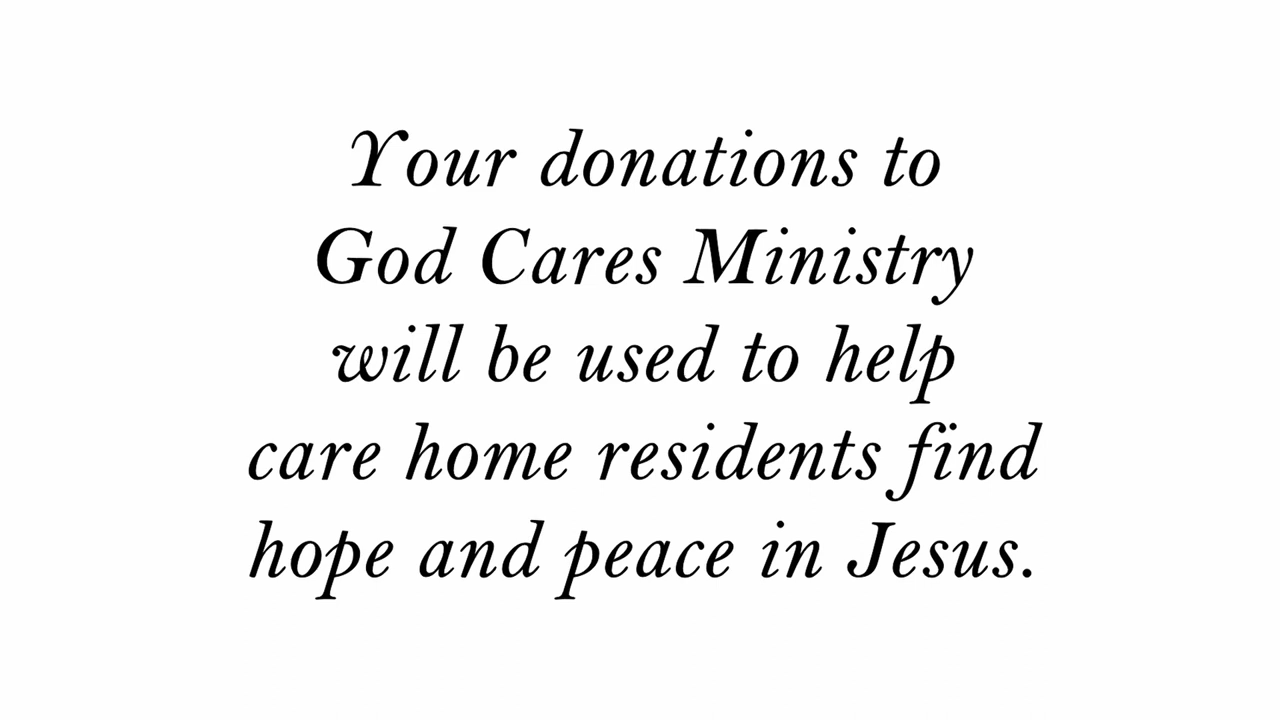 Your donations to
God Cares Ministry
will be used to help
care home residents find
hope and peace in Jesus.